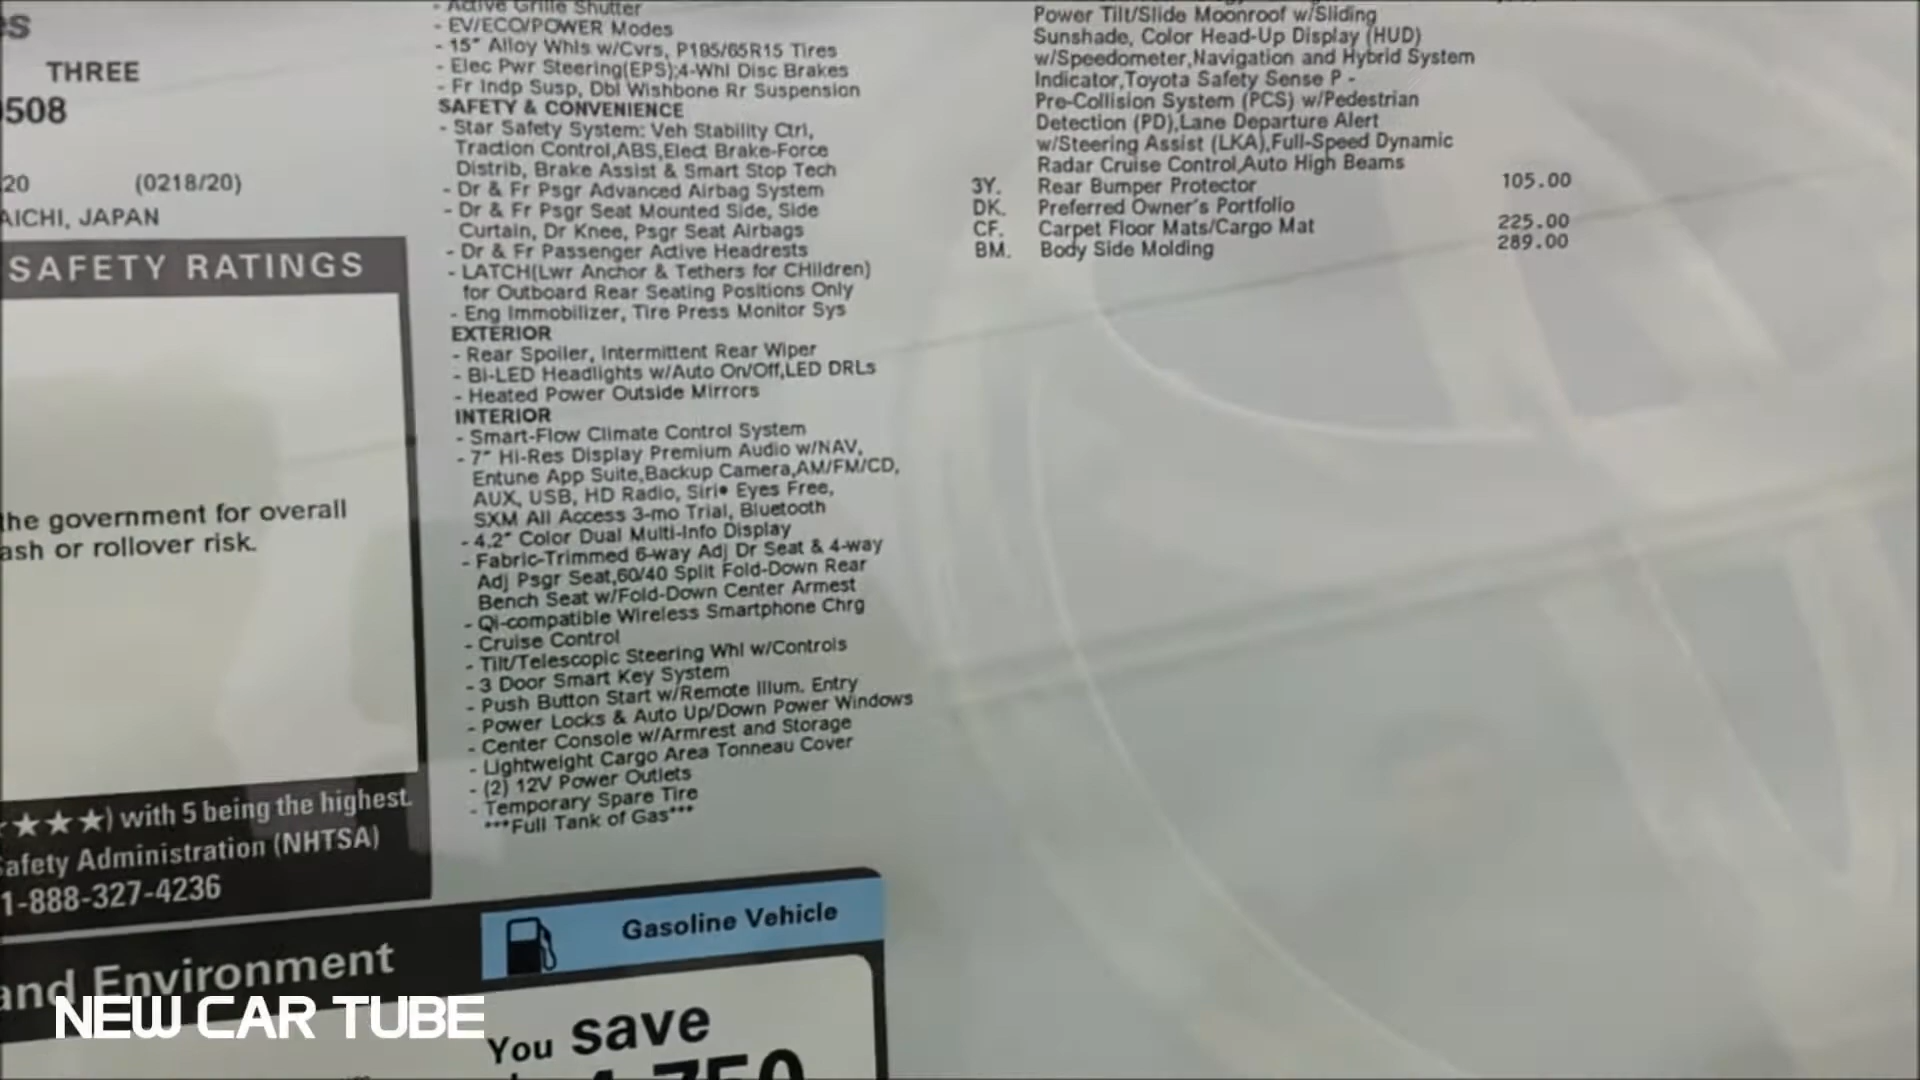 THREE
508
20 (0218/20)
AICHI, JAPAN
SAFETY RATINGS
the government for overall
ash or rollover risk.
★★★) with 5 being the highest.
Safety Administration (NHTSA)
1-888-327-4236
and Environment
NEW CAR TUBE
- Active Grille Shutter
- EV/ECO/POWER Modes
- 15" Alloy Whls w/Cvrs, P195/65R15 Tires
- Elec Pwr Steering(EPS);4-Whl Disc Brakes
- Fr Indp Susp, Dbl Wishbone Rr Suspension
SAFETY & CONVENIENCE
- Star Safety System: Veh Stability Ctrl,
Traction Control,ABS,Elect Brake-Force
Distrib, Brake Assist & Smart Stop Tech
- Dr & Fr Psgr Advanced Airbag System
- Dr & Fr Psgr Seat Mounted Side, Side
Curtain, Dr Knee, Psgr Seat Airbags
- Dr & Fr Passenger Active Headrests
- LATCH(Lwr Anchor & Tethers for CHildren)
for Outboard Rear Seating Positions Only
- Eng Immobilizer, Tire Press Monitor Sys
EXTERIOR
- Rear Spoiler, Intermittent Rear Wiper
- Bi-LED Headlights w/Auto On/Off,LED DRLs
- Heated Power Outside Mirrors
INTERIOR
- Smart-Flow Climate Control System
- 7" Hi-Res Display Premium Audio w/NAV,
Entune App Suite,Backup Camera,AM/FM/CD,
AUX, USB, HD Radio, Siri• Eyes Free,
SXM All Access 3-mo Trial, Bluetooth
- 4.2" Color Dual Multi-Info Display
- Fabric-Trimmed 6-way Adj Dr Seat & 4-way
Adj Psgr Seat,60/40 Split Fold-Down Rear
Bench Seat w/Fold-Down Center Armest
- Qi-compatible Wireless Smartphone Chrg
- Cruise Control
- Tilt/Telescopic Steering Whl w/Controls
- 3 Door Smart Key System
- Push Button Start w/Remote Illum. Entry
- Power Locks & Auto Up/Down Power Windows
- Center Console w/Armrest and Storage
- Lightweight Cargo Area Tonneau Cover
- (2) 12V Power Outlets
- Temporary Spare Tire
***Full Tank of Gas***
Gasoline Vehicle
You save
Power Tilt/Slide Moonroof w/Sliding
Sunshade, Color Head-Up Display (HUD)
w/Speedometer,Navigation and Hybrid System
Indicator,Toyota Safety Sense P -
Pre-Collision System (PCS) w/Pedestrian
Detection (PD),Lane Departure Alert
w/Steering Assist (LKA),Full-Speed Dynamic
Radar Cruise Control,Auto High Beams
3Y. Rear Bumper Protector 105.00
DK. Preferred Owner's Portfolio
CF. Carpet Floor Mats/Cargo Mat 225.00
BM. Body Side Molding 289.00